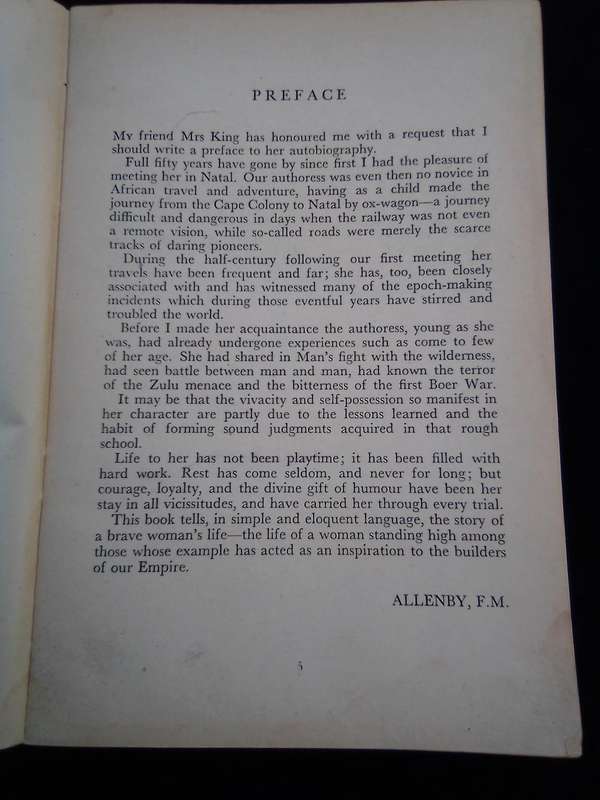 PREFACE
My friend Mrs King has honoured me with a request that I
should write a preface to her autobiography.
Full fifty years have gone by since first I had the pleasure of
meeting her in Natal. Our authoress was even then no novice in
African travel and adventure, having as a child made the
journey from the Cape Colony to Natal by ox-wagon—a journey
difficult and dangerous in days when the railway was not even
a remote vision, while so-called roads were merely the scarce
tracks of daring pioneers.
During the half-century following our first meeting her
travels have been frequent and far; she has, too, been closely
associated with and has witnessed many of the epoch-making
incidents which during those eventful years have stirred and
troubled the world.
Before I made her acquaintance the authoress, young as she
was, had already undergone experiences such as come to few
of her age. She had shared in Man's fight with the wilderness,
had seen battle between man and man, had known the terror
of the Zulu menace and the bitterness of the first Boer War.
It may be that the vivacity and self-possession so manifest in
her character are partly due to the lessons learned and the
habit of forming sound judgments acquired in that rough
school.
Life to her has not been playtime; it has been filled with
hard work. Rest has come seldom, and never for long; but
courage, loyalty, and the divine gift of humour have been her
stay in all vicissitudes, and have carried her through every trial.
This book tells, in simple and eloquent language, the story of
a brave woman's life—the life of a woman standing high among
those whose example has acted as an inspiration to the builders
of our Empire.
ALLENBY, F.M.
5